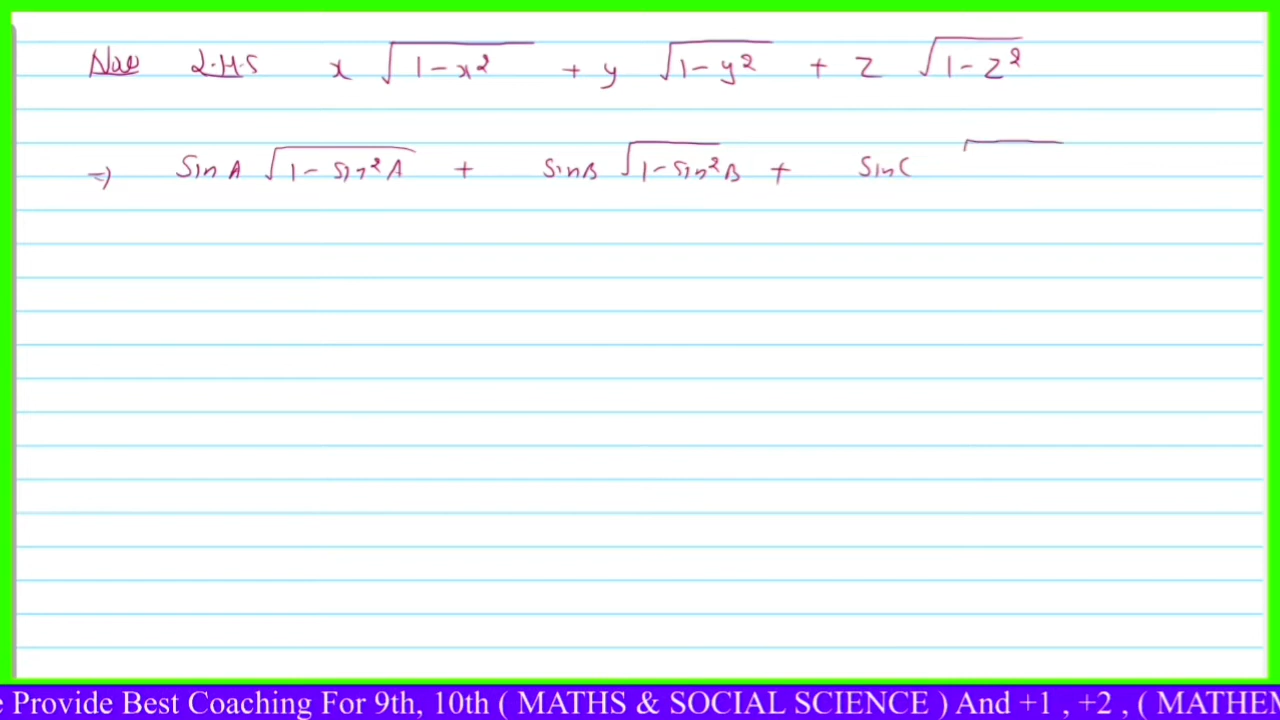 Now L.H.S x √1-x² + y √1-y² + z √1-z²
⇒ SinA √1-Sin²A + SinB √1-Sin²B + SinC √
Provide Best Coaching For 9th, 10th ( MATHS & SOCIAL SCIENCE ) And +1 , +2 , ( MATHEM